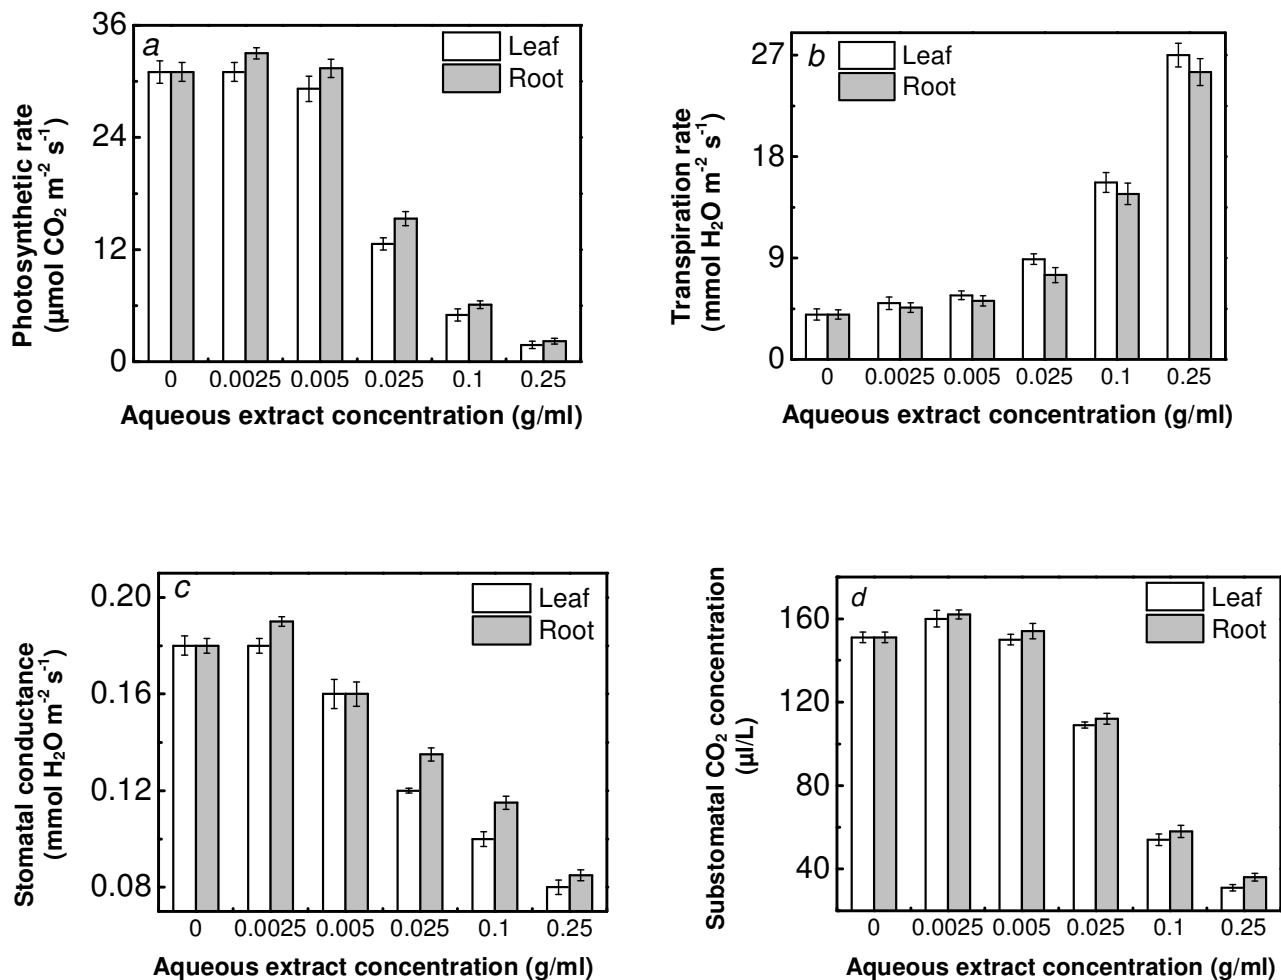 a
Leaf
Root
36
24
12
0
Photosynthetic rate
(µmol CO₂ m⁻² s⁻¹)
0 0.0025 0.005 0.025 0.1 0.25
Aqueous extract concentration (g/ml)
b
Leaf
Root
27
18
9
0
Transpiration rate
(mmol H₂O m⁻² s⁻¹)
0 0.0025 0.005 0.025 0.1 0.25
Aqueous extract concentration (g/ml)
c
Leaf
Root
0.20
0.16
0.12
0.08
Stomatal conductance
(mmol H₂O m⁻² s⁻¹)
0 0.0025 0.005 0.025 0.1 0.25
Aqueous extract concentration (g/ml)
d
Leaf
Root
160
120
80
40
Substomatal CO₂ concentration
(µl/L)
0 0.0025 0.005 0.025 0.1 0.25
Aqueous extract concentration (g/ml)